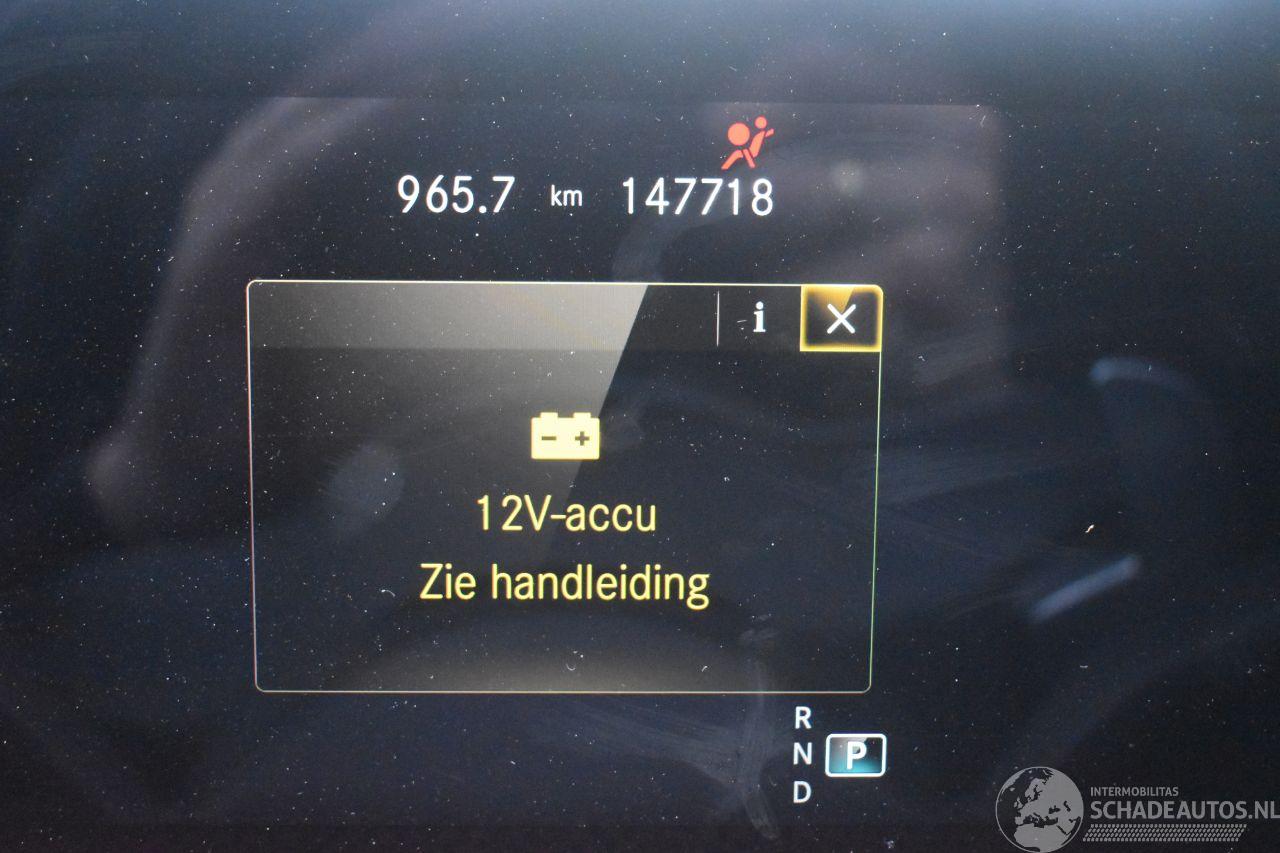 965.7 km 147718
i
12V-accu
Zie handleiding
R
N
P
D
INTERMOBILITAS
SCHADEAUTOS.NL